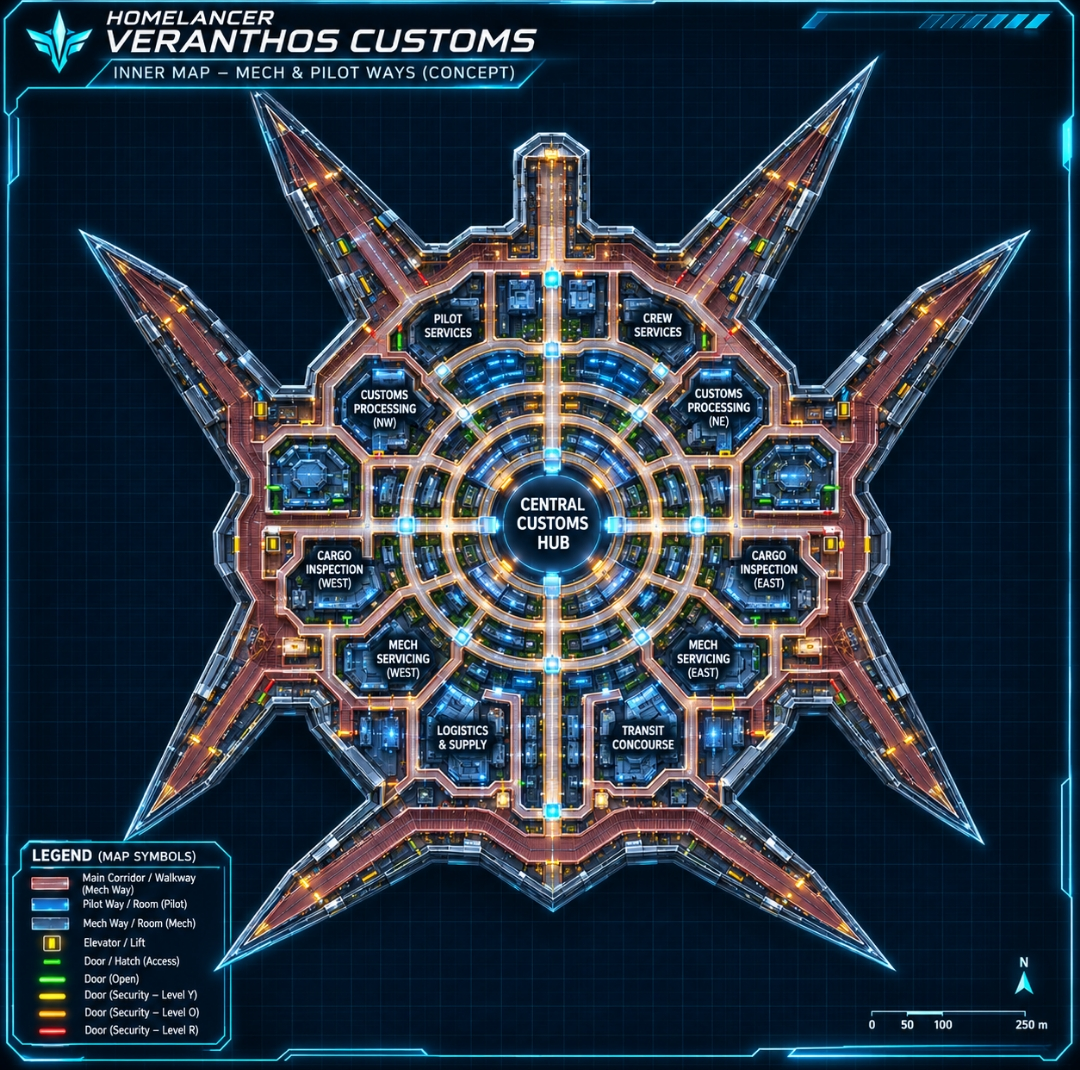 HOMELANCER
VERANTHOS CUSTOMS
INNER MAP – MECH & PILOT WAYS (CONCEPT)
PILOT
SERVICES
CREW
SERVICES
CUSTOMS
PROCESSING
(NW)
CUSTOMS
PROCESSING
(NE)
CENTRAL
CUSTOMS
HUB
CARGO
INSPECTION
(WEST)
CARGO
INSPECTION
(EAST)
MECH
SERVICING
(WEST)
MECH
SERVICING
(EAST)
LOGISTICS
& SUPPLY
TRANSIT
CONCOURSE
LEGEND (MAP SYMBOLS)
Main Corridor / Walkway
(Mech Way)
Pilot Way / Room (Pilot)
Mech Way / Room (Mech)
Elevator / Lift
Door / Hatch (Access)
Door (Open)
Door (Security – Level Y)
Door (Security – Level O)
Door (Security – Level R)
N
0 50 100 250 m